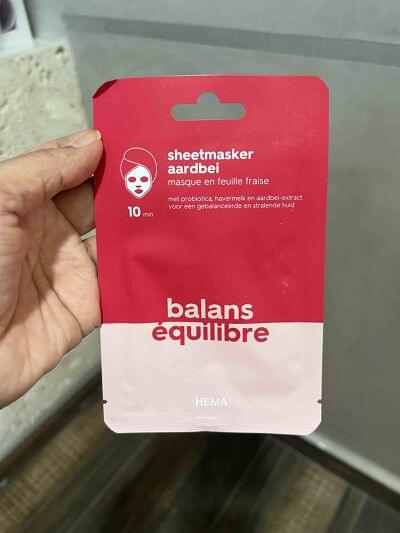 sheetmasker
aardbei
masque en feuille fraise
met probiotica, havermelk en aardbei-extract
voor een gebalanceerde en stralende huid
10 min
balans
équilibre
HEMA